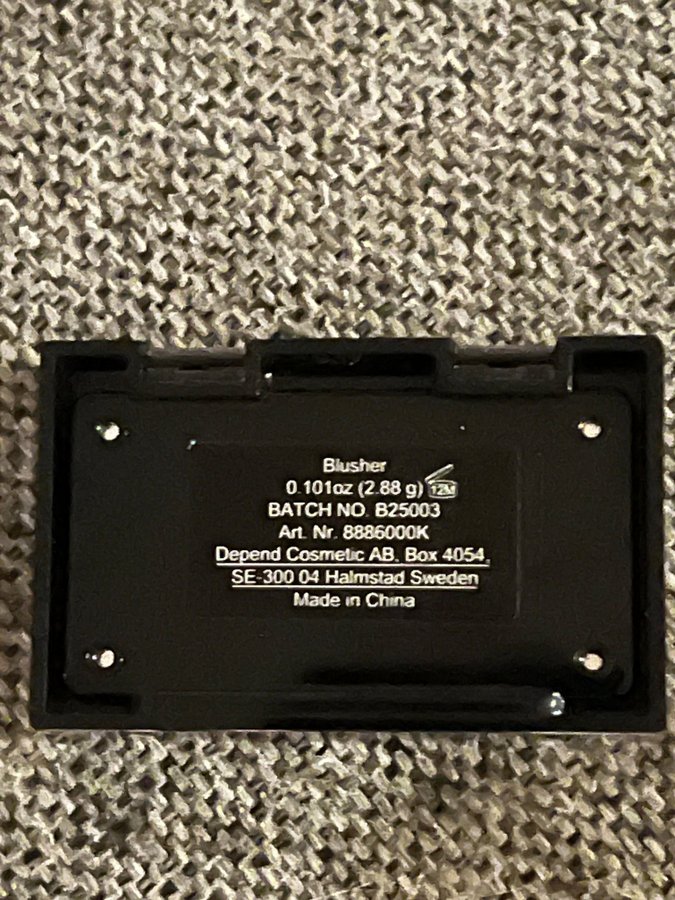 Blusher
0.101oz (2.88 g) 12M
BATCH NO. B25003
Art. Nr. 8886000K
Depend Cosmetic AB, Box 4054,
SE-300 04 Halmstad Sweden
Made in China